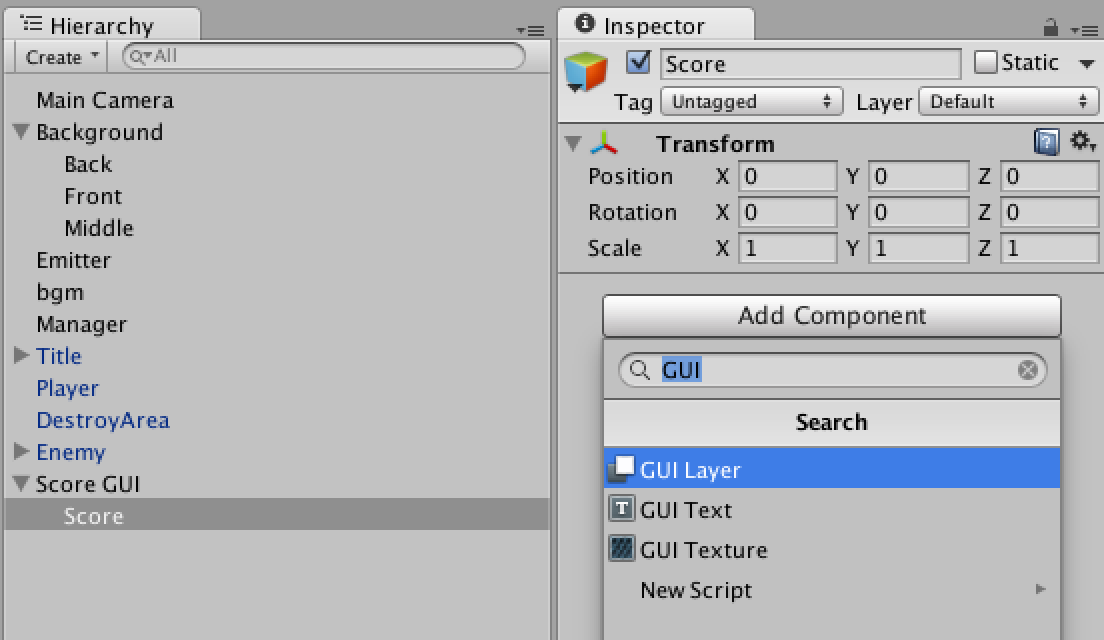 Hierarchy
Create All
Main Camera
Background
Back
Front
Middle
Emitter
bgm
Manager
Title
Player
DestroyArea
Enemy
Score GUI
Score
Inspector
Score Static
Tag Untagged Layer Default
Transform
Position X 0 Y 0 Z 0
Rotation X 0 Y 0 Z 0
Scale X 1 Y 1 Z 1
Add Component
GUI
Search
GUI Layer
GUI Text
GUI Texture
New Script